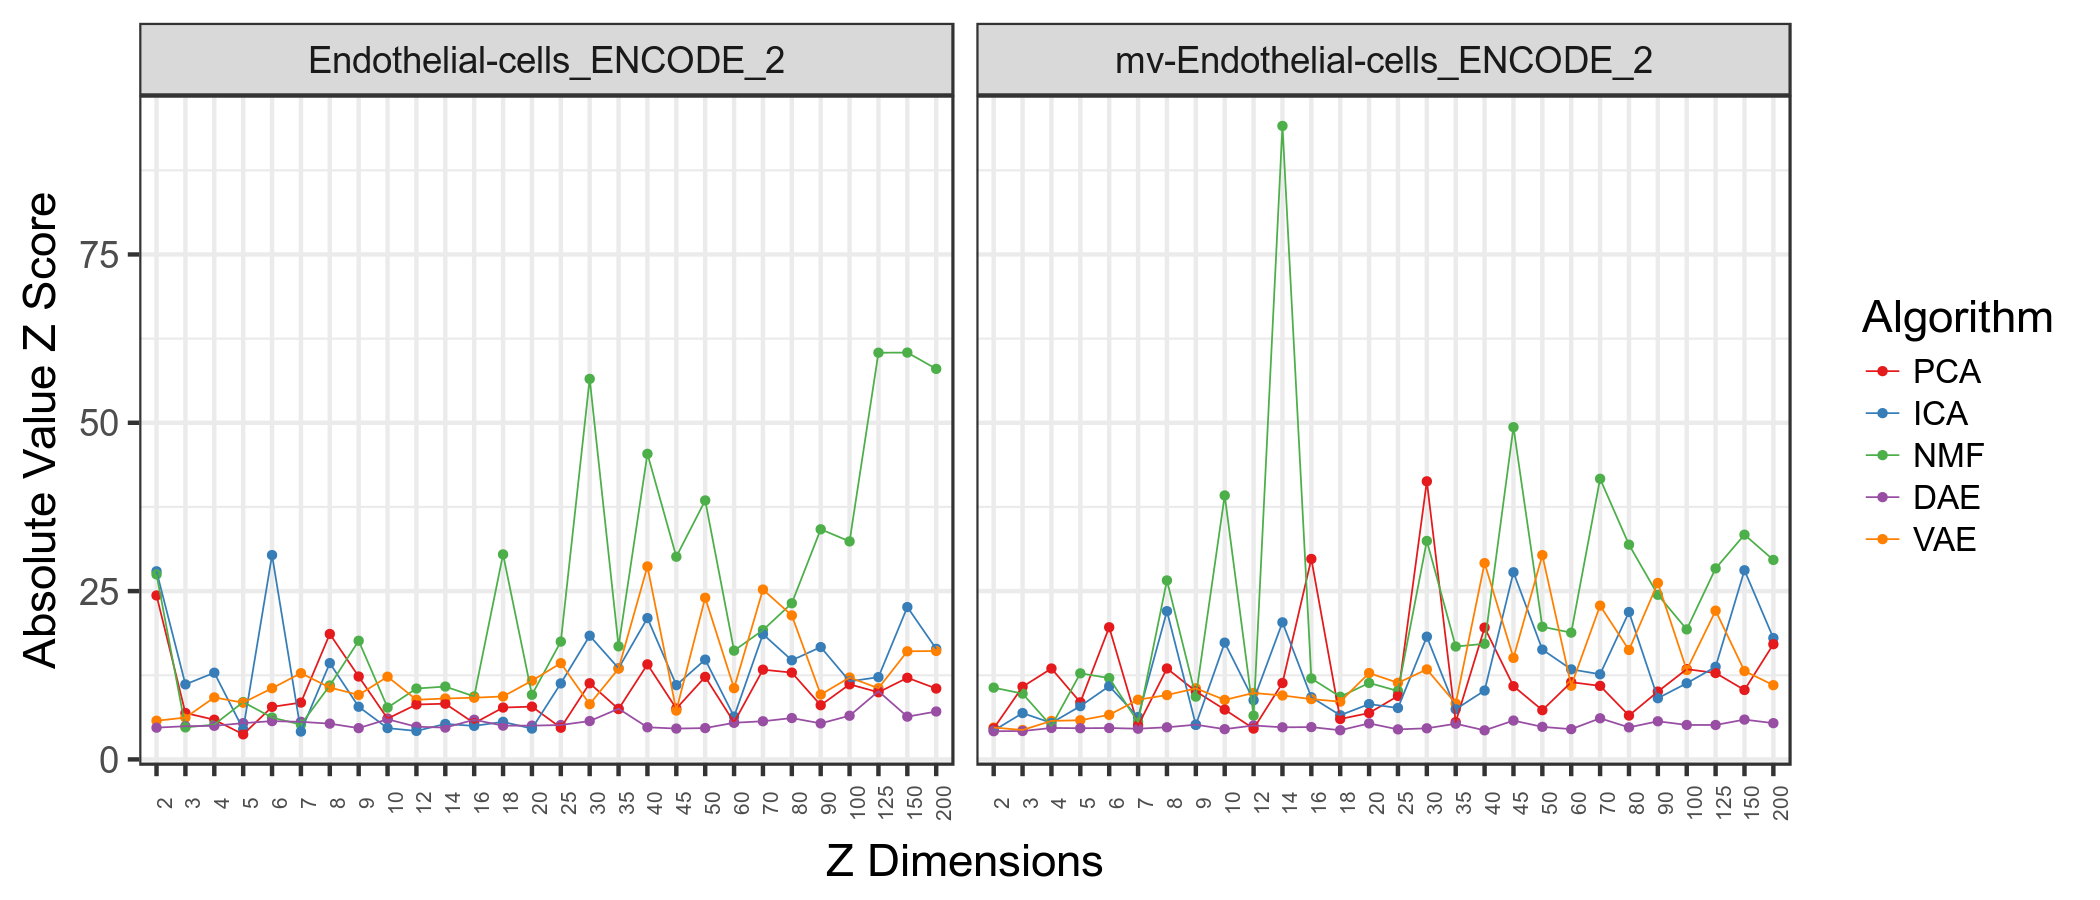 Endothelial-cells_ENCODE_2 mv-Endothelial-cells_ENCODE_2
Absolute Value Z Score
75
50
25
0
2 3 4 5 6 7 8 9 10 12 14 16 18 20 25 30 35 40 45 50 60 70 80 90 100 125 150 200
2 3 4 5 6 7 8 9 10 12 14 16 18 20 25 30 35 40 45 50 60 70 80 90 100 125 150 200
Z Dimensions
Algorithm
PCA
ICA
NMF
DAE
VAE